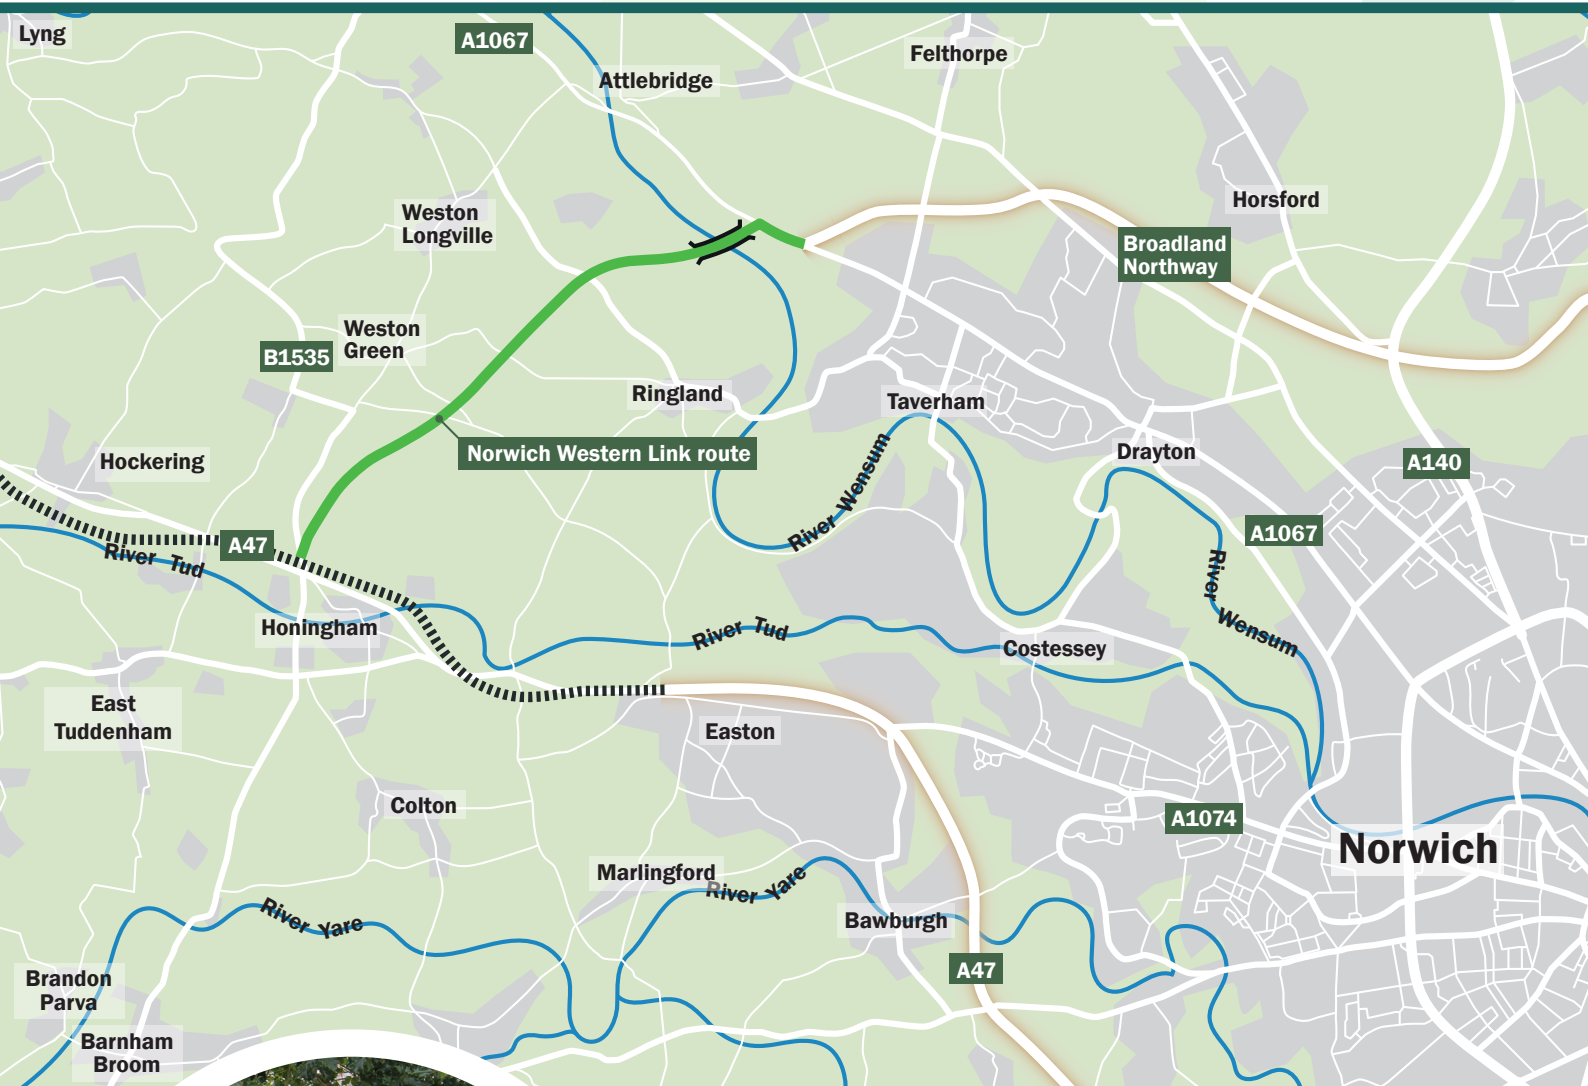 Lyng
A1067
Attlebridge
Felthorpe
Weston
Longville
Horsford
Broadland
Northway
Weston
Green
B1535
Ringland
Taverham
Norwich Western Link route
Hockering
Drayton
A140
River Wensum
A1067
A47
River Tud
River Wensum
Honingham
River Tud
Costessey
East
Tuddenham
Easton
Colton
A1074
Norwich
Marlingford
River Yare
River Yare
Bawburgh
A47
Brandon
Parva
Barnham
Broom